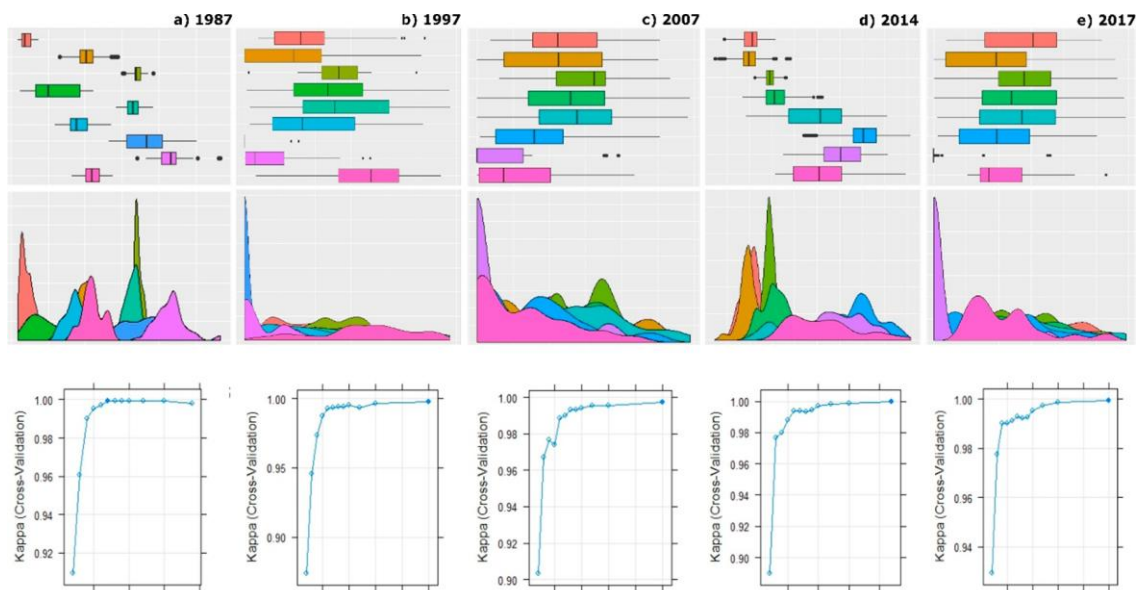 a) 1987
b) 1997
c) 2007
d) 2014
e) 2017
Kappa (Cross-Validation)
1.00
0.98
0.96
0.94
0.92
Kappa (Cross-Validation)
1.00
0.95
0.90
Kappa (Cross-Validation)
1.00
0.98
0.96
0.94
0.92
0.90
Kappa (Cross-Validation)
1.00
0.98
0.96
0.94
0.92
0.90
Kappa (Cross-Validation)
1.00
0.98
0.96
0.94